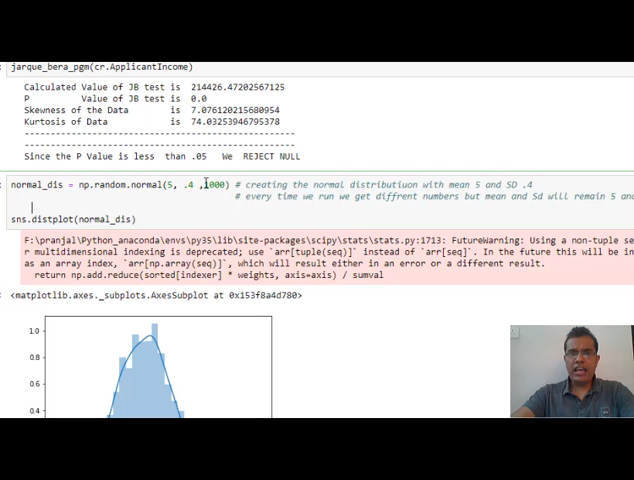 jarque_bera_pgm(cr.ApplicantIncome)
Calculated Value of JB test is 214426.47202567125
P Value of JB test is 0.0
Skewness of the Data is 7.076120215680954
Kurtosis of Data is 74.03253946795378
----------------------------------------------------
----------------------------------------------------
Since the P Value is less than .05 We REJECT NULL
normal_dis = np.random.normal(5, .4 ,1000) # creating the normal distributiuon with mean 5 and SD .4
# every time we run we get diffrent numbers but mean and Sd will remain 5 and
sns.distplot(normal_dis)
F:\pranjal\Python_anaconda\envs\py35\lib\site-packages\scipy\stats\stats.py:1713: FutureWarning: Using a non-tuple se
r multidimensional indexing is deprecated; use `arr[tuple(seq)]` instead of `arr[seq]`. In the future this will be in
as an array index, `arr[np.array(seq)]`, which will result either in an error or a different result.
return np.add.reduce(sorted[indexer] * weights, axis=axis) / sumval
<matplotlib.axes._subplots.AxesSubplot at 0x153f8a4d780>
1.0
0.8
0.6
0.4